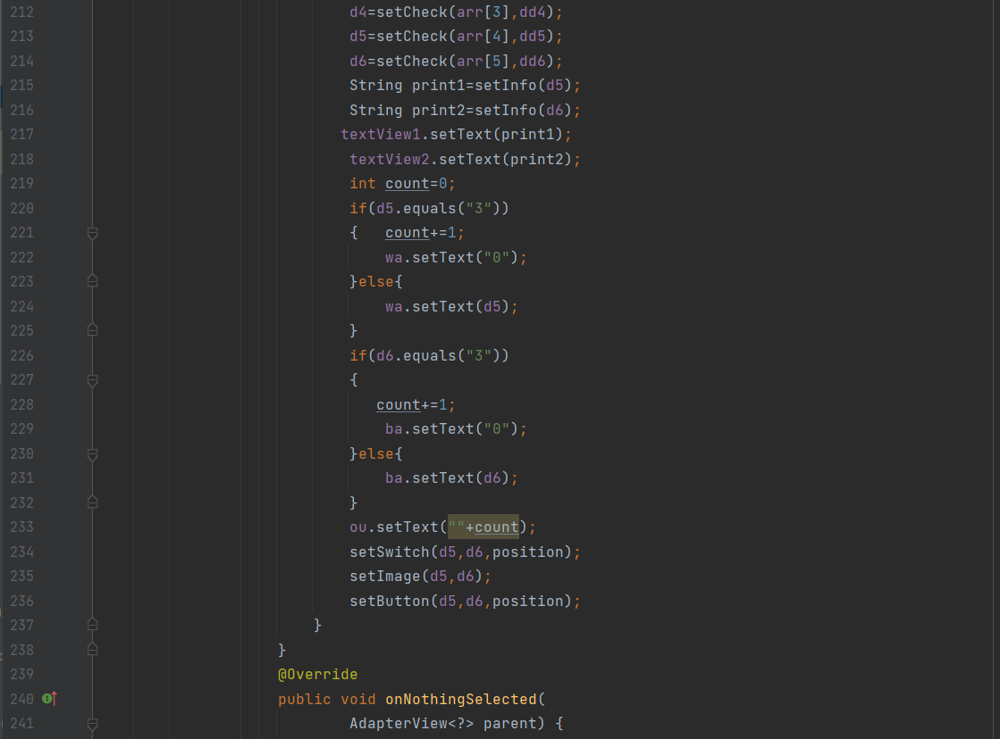 212 d4=setCheck(arr[3],dd4);
213 d5=setCheck(arr[4],dd5);
214 d6=setCheck(arr[5],dd6);
215 String print1=setInfo(d5);
216 String print2=setInfo(d6);
217 textView1.setText(print1);
218 textView2.setText(print2);
219 int count=0;
220 if(d5.equals("3"))
221 { count+=1;
222 wa.setText("0");
223 }else{
224 wa.setText(d5);
225 }
226 if(d6.equals("3"))
227 {
228 count+=1;
229 ba.setText("0");
230 }else{
231 ba.setText(d6);
232 }
233 ou.setText(""+count);
234 setSwitch(d5,d6,position);
235 setImage(d5,d6);
236 setButton(d5,d6,position);
237 }
238 }
239 @Override
240 public void onNothingSelected(
241 AdapterView<?> parent) {